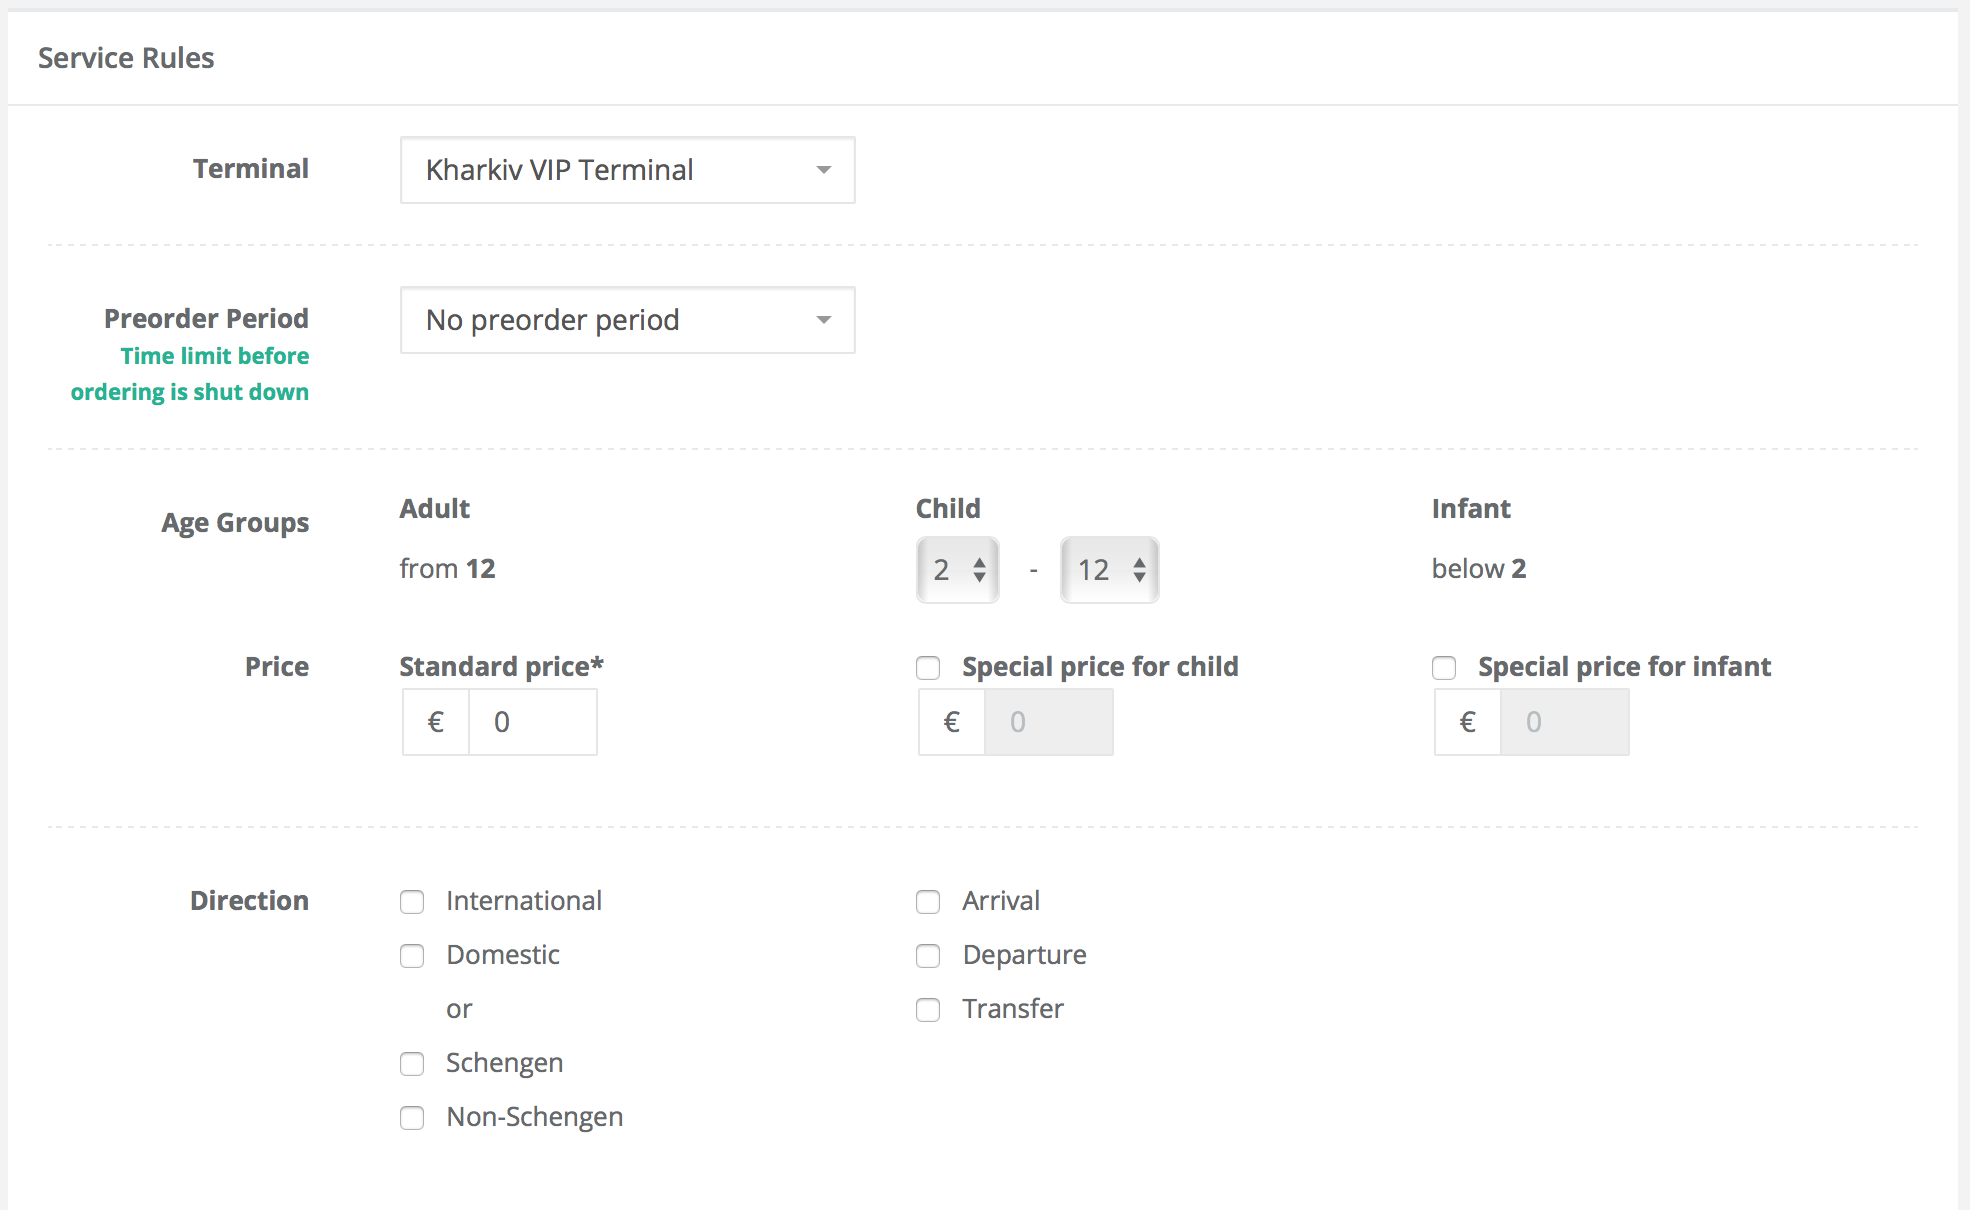 Service Rules
Terminal
Kharkiv VIP Terminal
Preorder Period
Time limit before
ordering is shut down
No preorder period
Age Groups
Adult
Child
Infant
from 12
2 - 12
below 2
Price
Standard price*
Special price for child
Special price for infant
€ 0
€ 0
€ 0
Direction
International
Arrival
Domestic
Departure
or
Transfer
Schengen
Non-Schengen